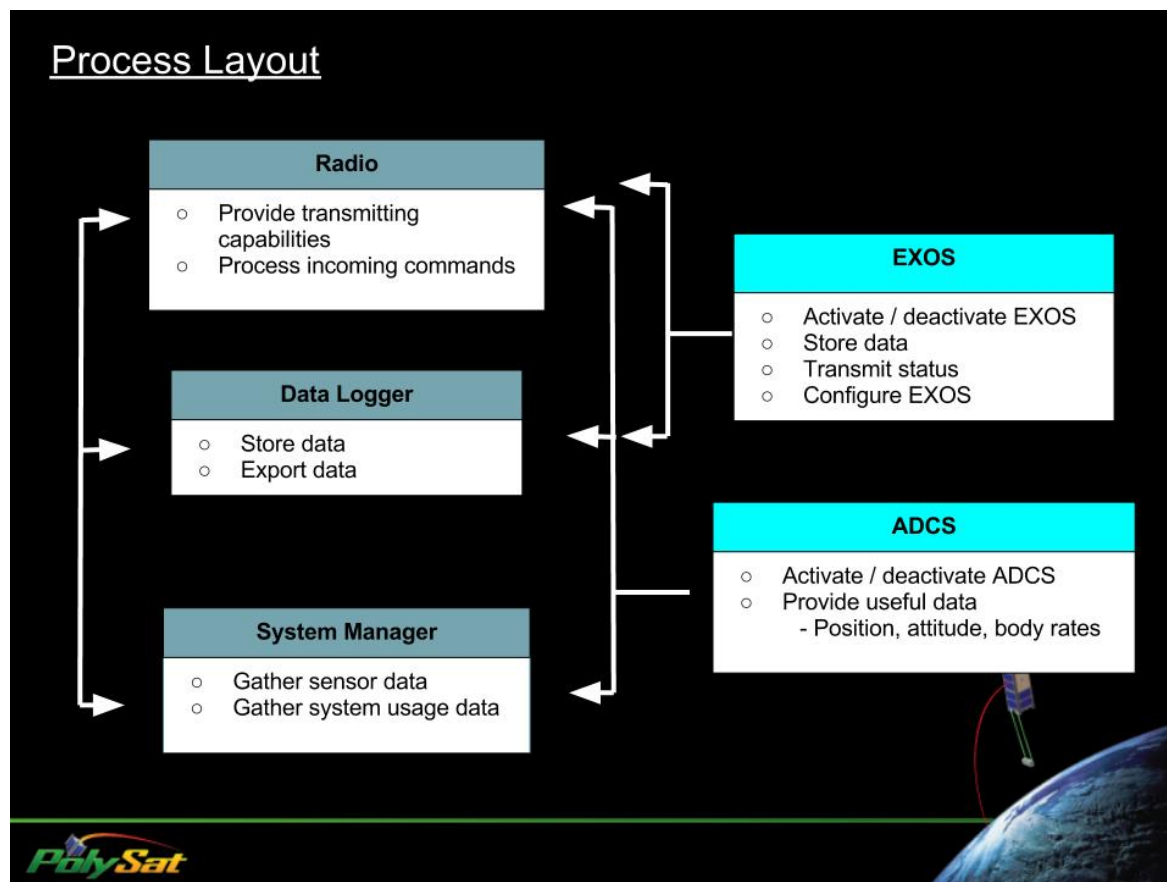 Process Layout
Radio
○ Provide transmitting
capabilities
○ Process incoming commands
Data Logger
○ Store data
○ Export data
System Manager
○ Gather sensor data
○ Gather system usage data
EXOS
○ Activate / deactivate EXOS
○ Store data
○ Transmit status
○ Configure EXOS
ADCS
○ Activate / deactivate ADCS
○ Provide useful data
- Position, attitude, body rates
PolySat